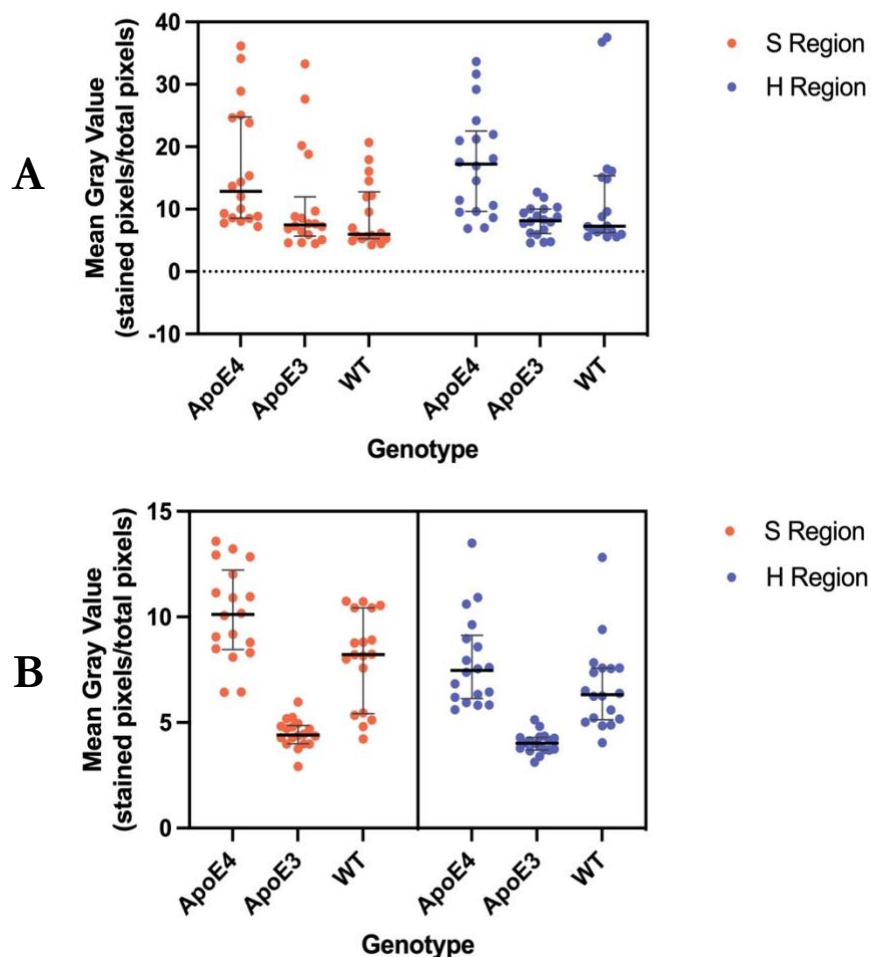 A
Mean Gray Value
(stained pixels/total pixels)
40
30
20
10
0
-10
ApoE4
ApoE3
WT
ApoE4
ApoE3
WT
Genotype
S Region
H Region
B
Mean Gray Value
(stained pixels/total pixels)
15
10
5
0
ApoE4
ApoE3
WT
ApoE4
ApoE3
WT
Genotype
S Region
H Region